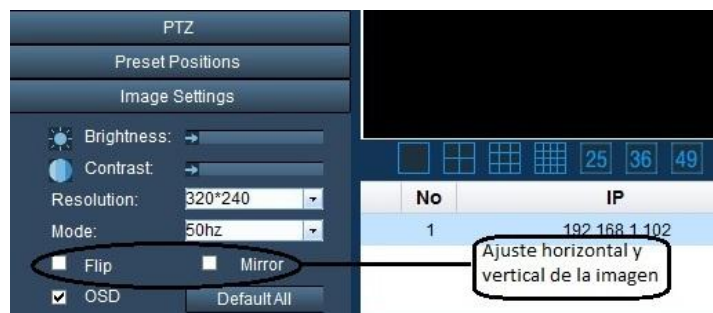 PTZ
Preset Positions
Image Settings
Brightness:
Contrast:
Resolution: 320*240
Mode: 50hz
Flip Mirror
OSD Default All
25 36 49
No IP
1 192.168.1.102
Ajuste horizontal y
vertical de la imagen